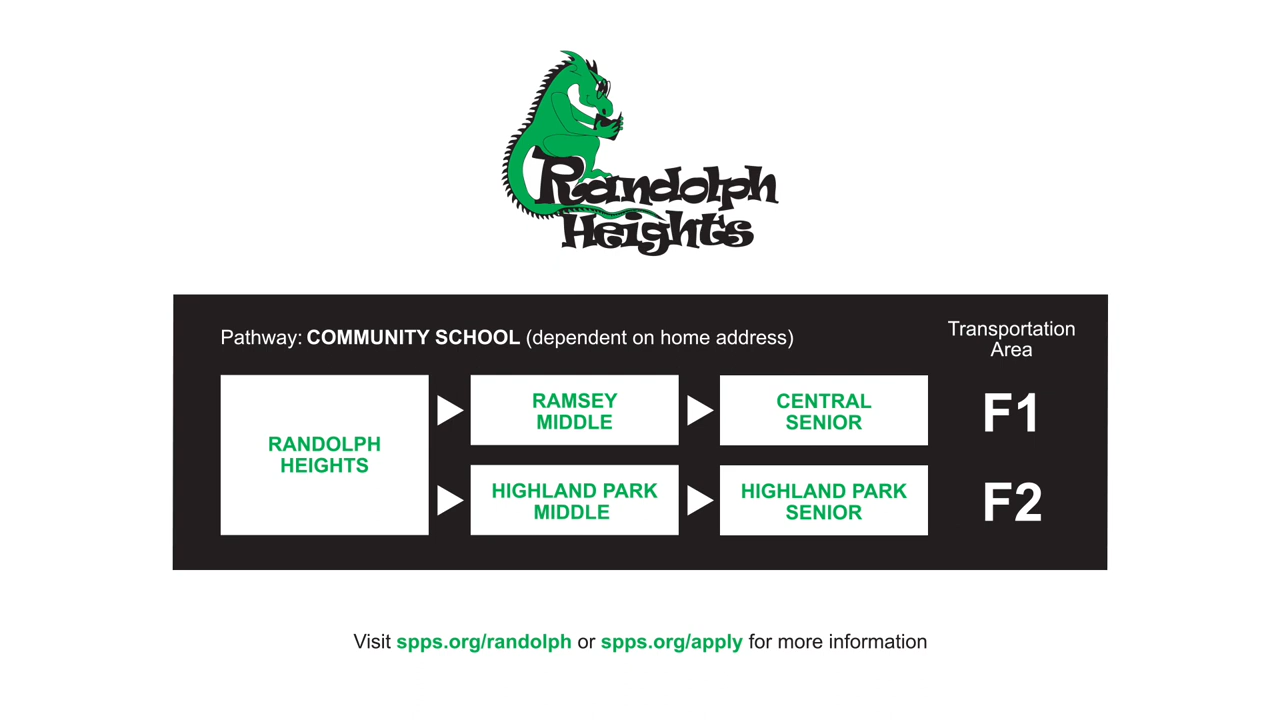 Randolph
Heights
Pathway: COMMUNITY SCHOOL (dependent on home address)
Transportation
Area
RANDOLPH
HEIGHTS
RAMSEY
MIDDLE
CENTRAL
SENIOR
F1
HIGHLAND PARK
MIDDLE
HIGHLAND PARK
SENIOR
F2
Visit spps.org/randolph or spps.org/apply for more information